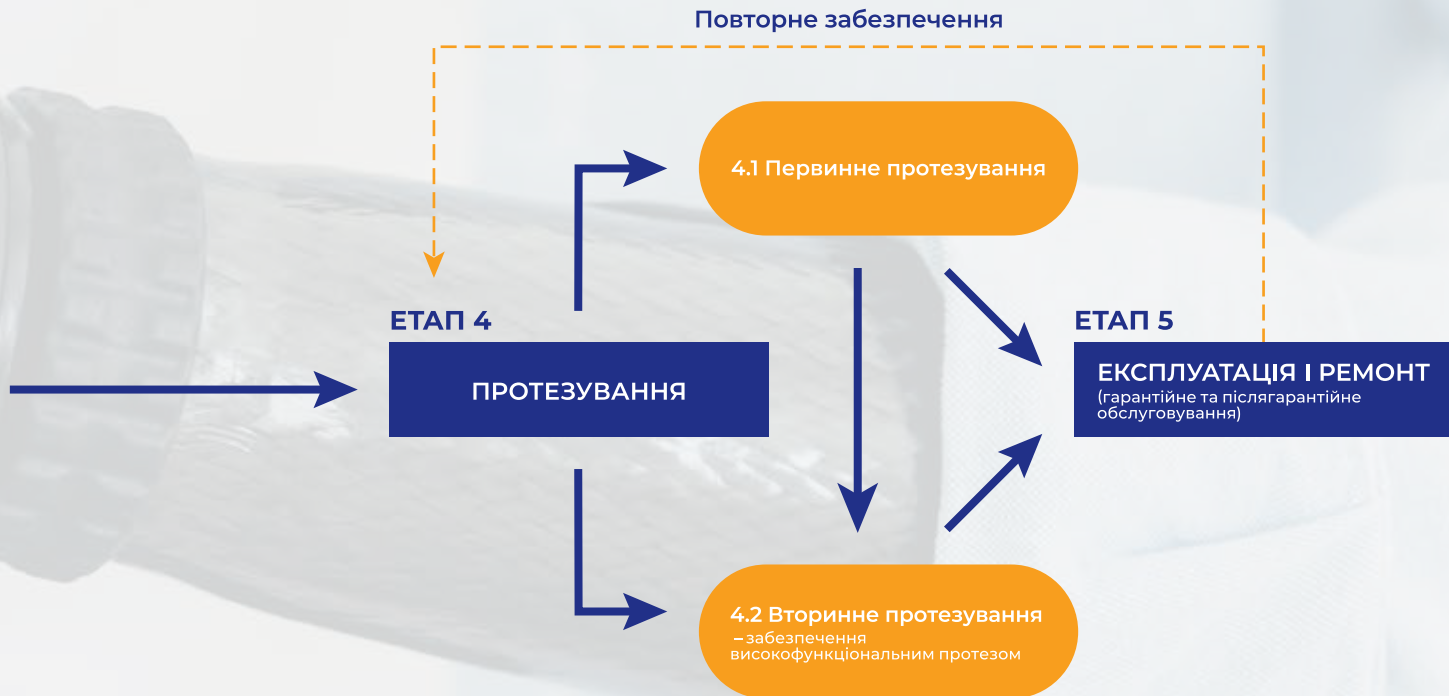 Повторне забезпечення
4.1 Первинне протезування
ЕТАП 4
ПРОТЕЗУВАННЯ
ЕТАП 5
ЕКСПЛУАТАЦІЯ І РЕМОНТ
(гарантійне та післягарантійне
обслуговування)
4.2 Вторинне протезування
– забезпечення
високофункціональним протезом